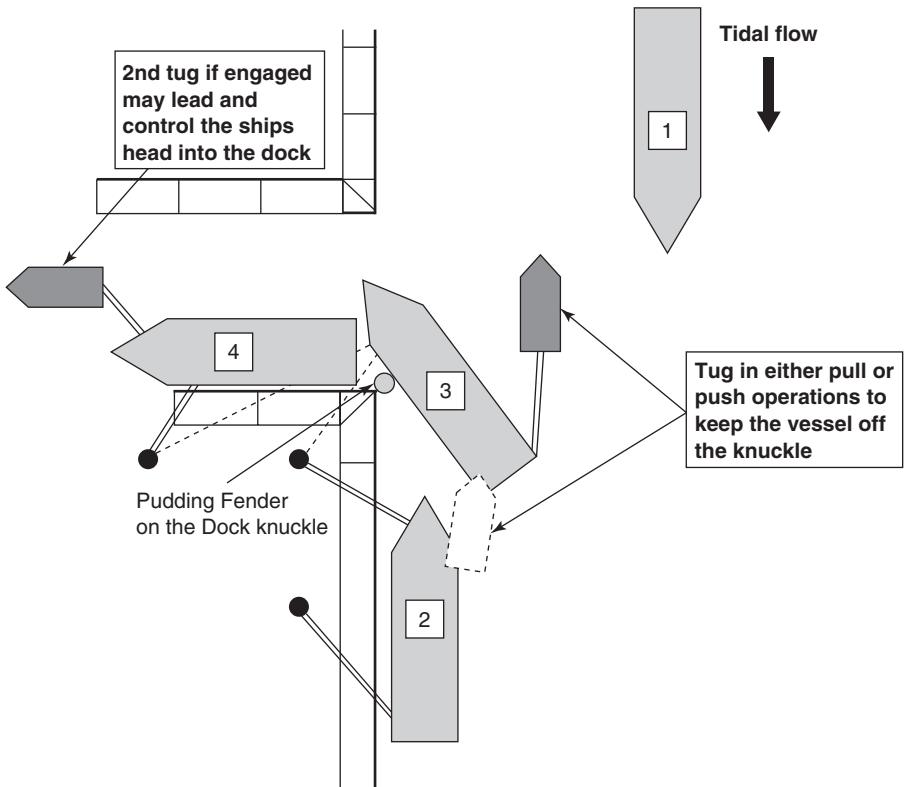 2nd tug if engaged
may lead and
control the ships
head into the dock
Tidal flow
1
4
3
Tug in either pull or
push operations to
keep the vessel off
the knuckle
Pudding Fender
on the Dock knuckle
2